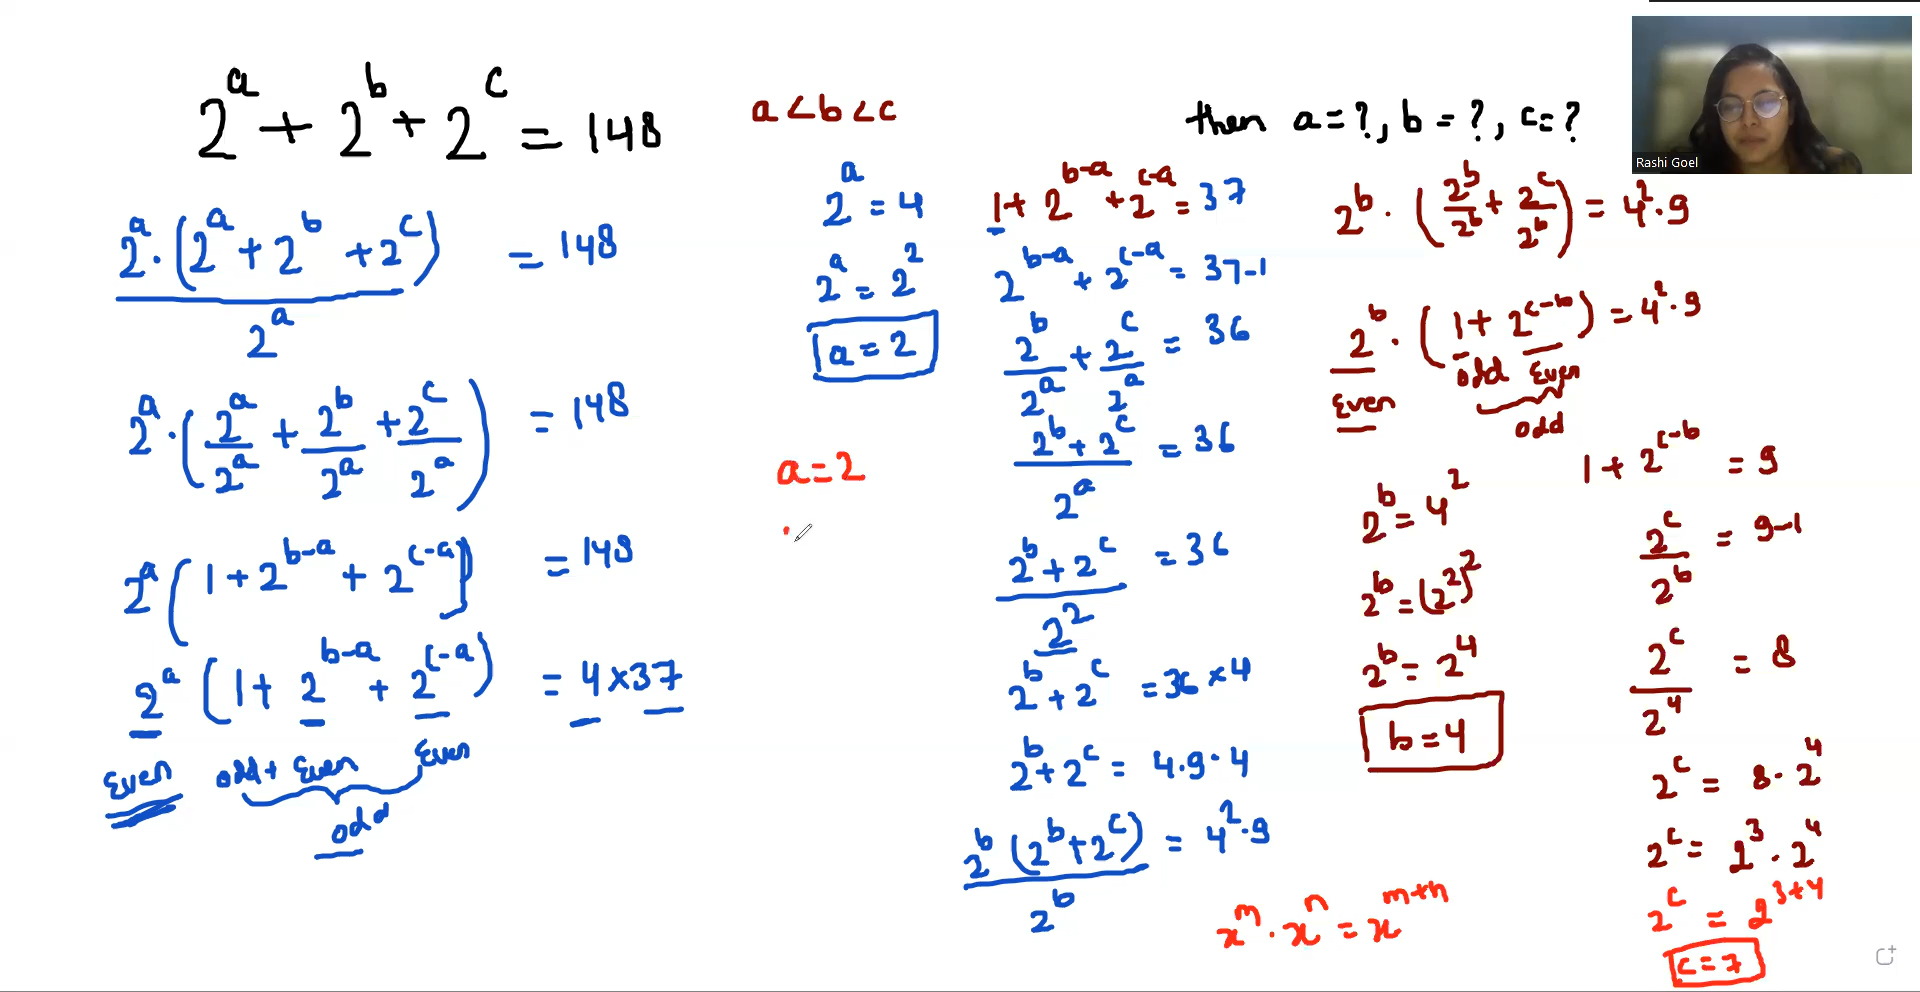 2^a + 2^b + 2^c = 148
a < b < c
then a = ?, b = ?, c = ?
Rashi Goel
2^a · (2^a + 2^b + 2^c) / 2^a = 148
2^a · (2^a/2^a + 2^b/2^a + 2^c/2^a) = 148
2^a (1 + 2^(b-a) + 2^(c-a)) = 148
2^a (1 + 2^(b-a) + 2^(c-a)) = 4 × 37
Even odd + Even Even
odd
2^a = 4
2^a = 2^2
a = 2
a = 2
1 + 2^(b-a) + 2^(c-a) = 37
2^(b-a) + 2^(c-a) = 37-1
2^b/2^a + 2^c/2^a = 36
(2^b + 2^c)/2^a = 36
(2^b + 2^c)/2^2 = 36
2^b + 2^c = 36 × 4
2^b + 2^c = 4·9·4
2^b (2^b + 2^c) / 2^b = 4^2·9
2^b · (2^b/2^b + 2^c/2^b) = 4^2·9
2^b · (1 + 2^(c-b)) = 4^2·9
odd Even
Even
odd
2^b = 4^2
2^b = (2^2)^2
2^b = 2^4
b = 4
1 + 2^(c-b) = 9
2^c/2^b = 9-1
2^c/2^4 = 8
2^c = 8·2^4
2^c = 2^3·2^4
2^c = 2^(3+4)
c = 7
x^m · x^n = x^(m+n)